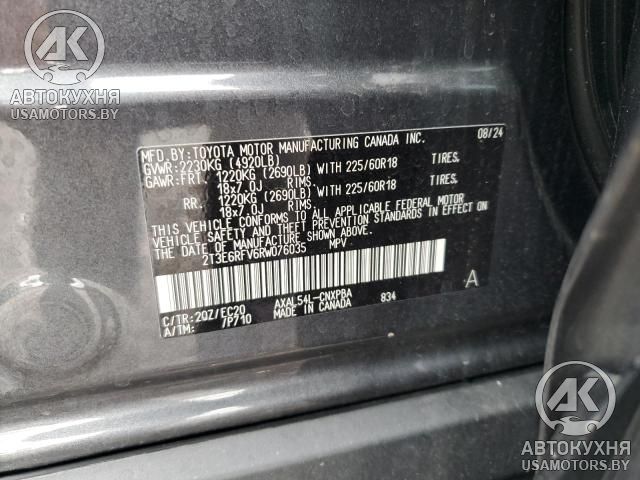 АК
АВТОКУХНЯ
USAMOTORS.BY
MFD.BY:TOYOTA MOTOR MANUFACTURING CANADA INC. 08/24
GVWR:2230KG (4920LB)
GAWR:FRT 1220KG (2690LB) WITH 225/60R18 TIRES,
18x7.0J RIMS
RR. 1220KG (2690LB) WITH 225/60R18 TIRES,
18x7.0J RIMS
THIS VEHICLE CONFORMS TO ALL APPLICABLE FEDERAL MOTOR
VEHICLE SAFETY AND THEFT PREVENTION STANDARDS IN EFFECT ON
THE DATE OF MANUFACTURE SHOWN ABOVE.
2T3E6RFV6RW076035 MPV
A
C/TR:2QZ/EC20 AXAL54L-CNXPBA 834
A/TM: /P710 MADE IN CANADA
АК
АВТОКУХНЯ
USAMOTORS.BY